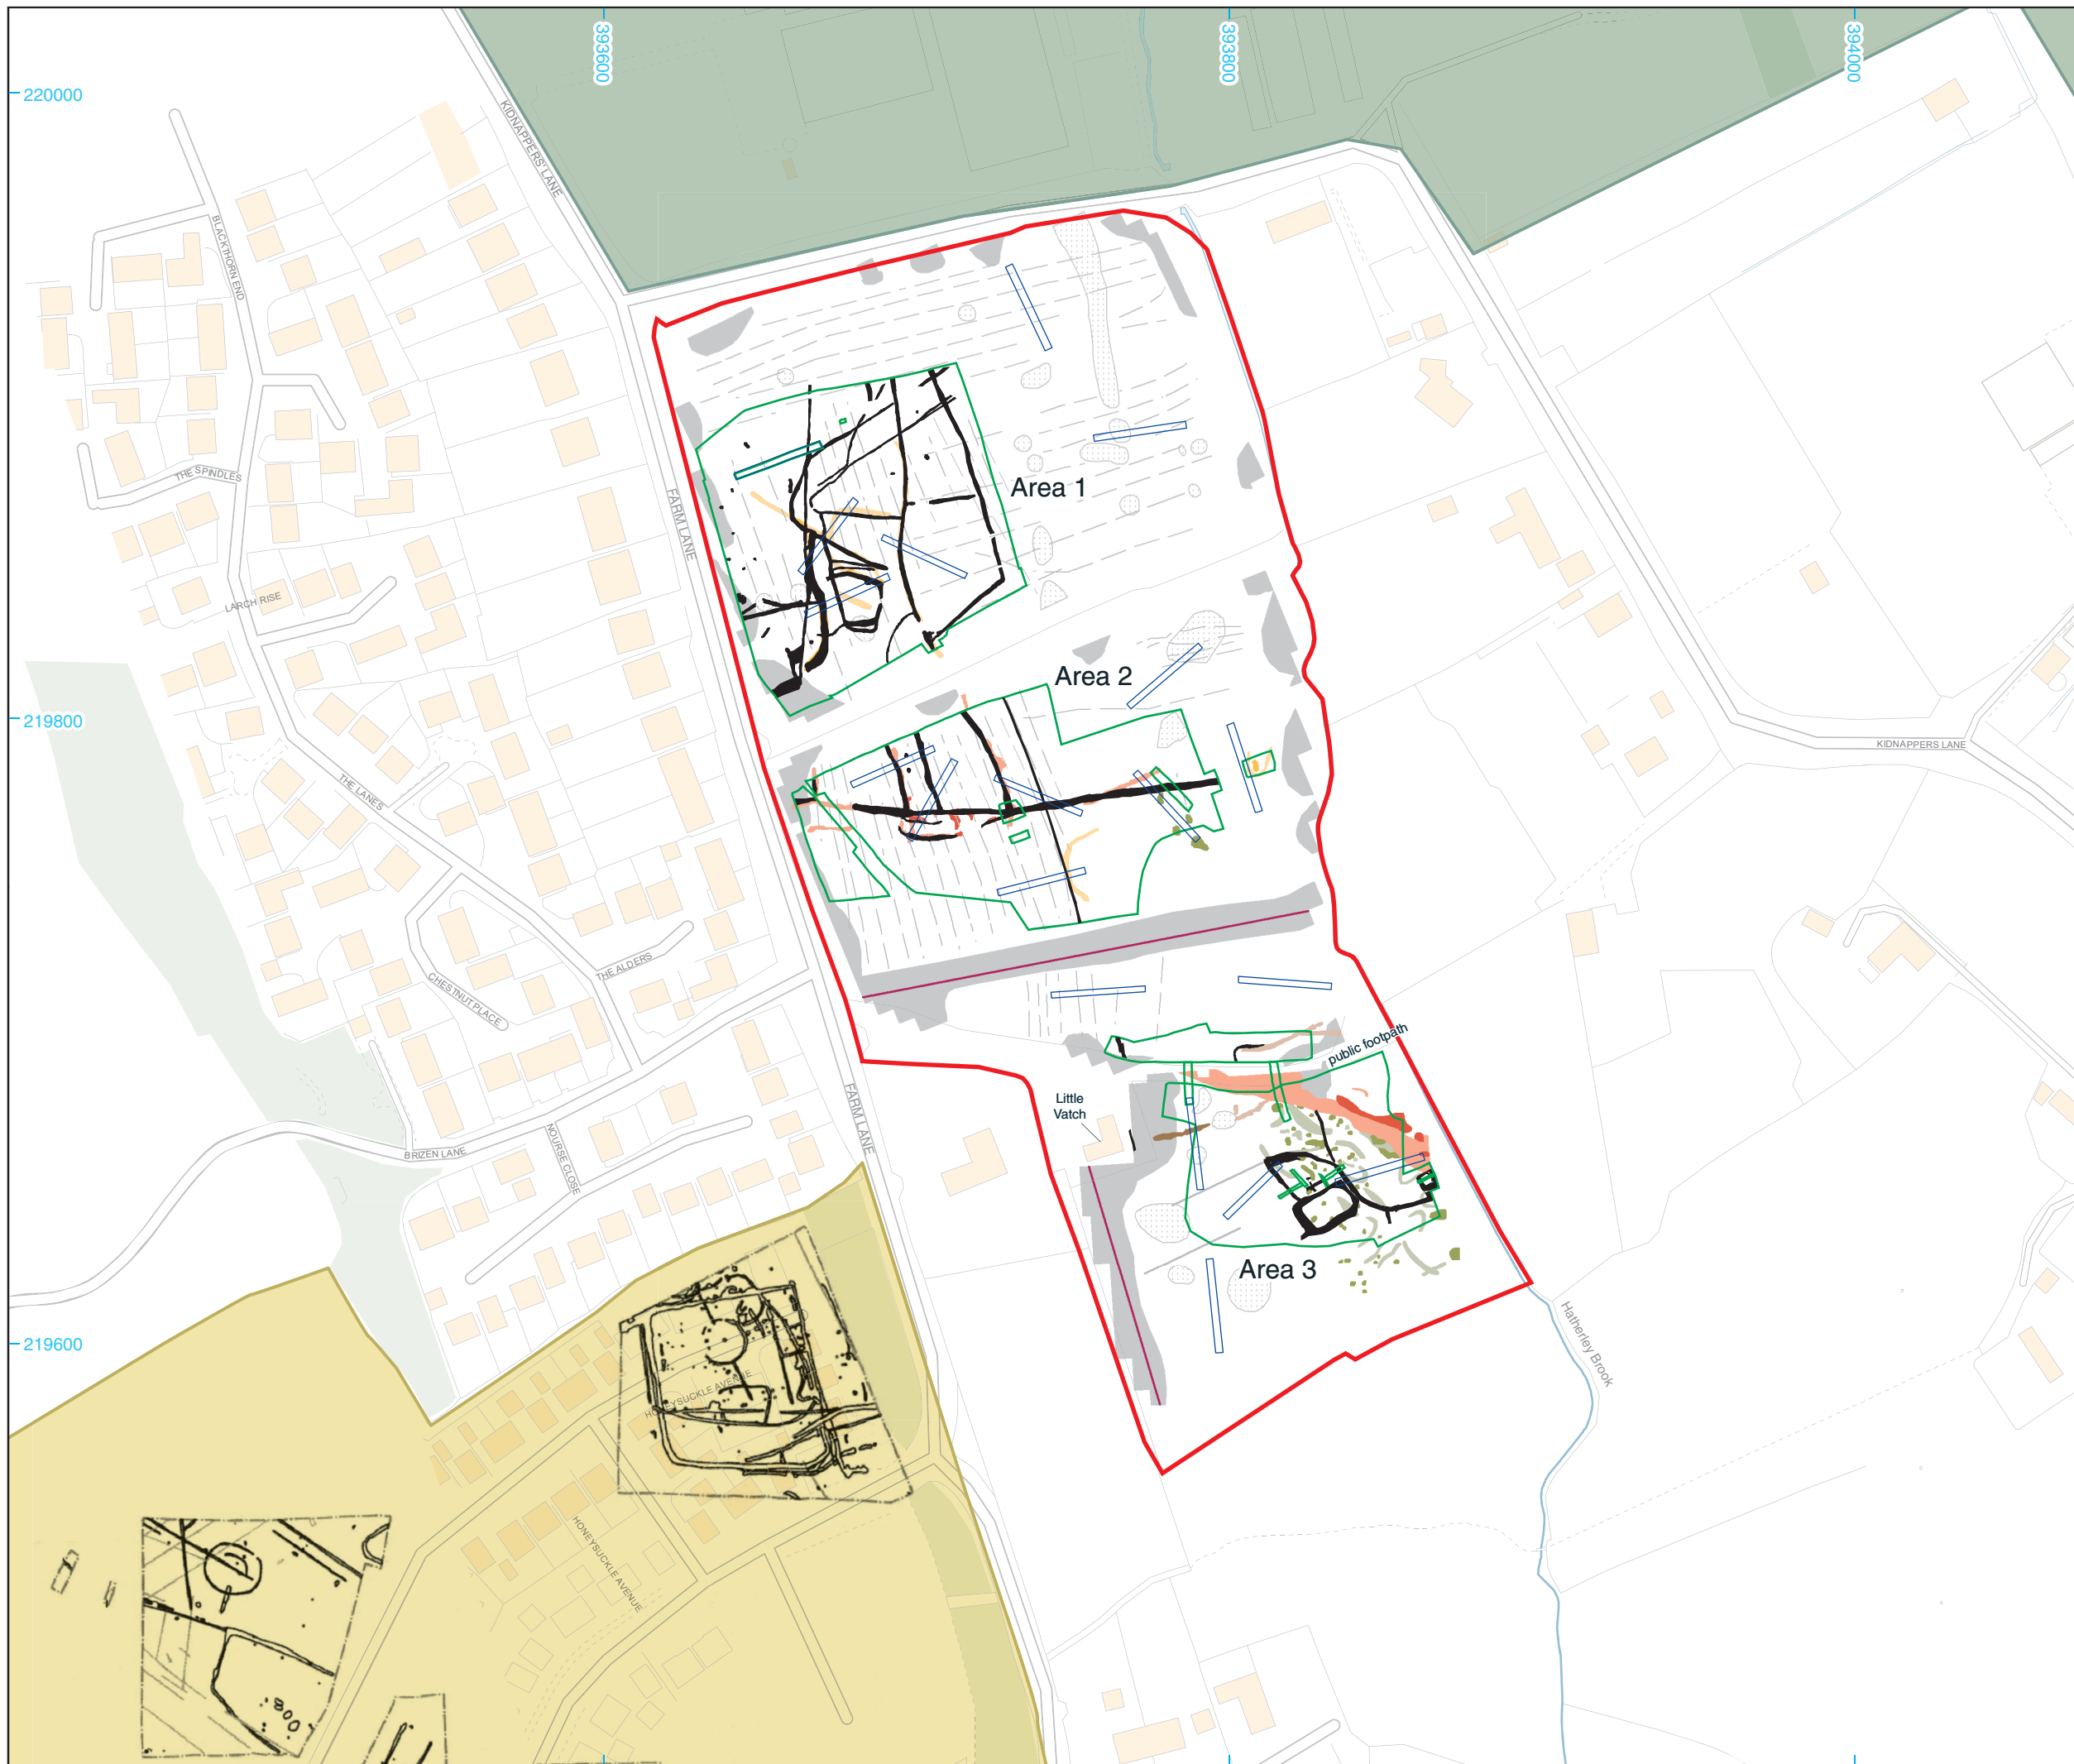 393600
393800
394000
220000
KIDNAPPERS' LANE
BLACKTHORN END
THE SPINDLES
FARM LANE
Area 1
LARCH RISE
Area 2
219800
KIDNAPPERS LANE
THE LANES
THE ALDERS
CHESTNUT PLACE
public footpath
Little
Vatch
FARM LANE
NOURSE CLOSE
BRIZEN LANE
Area 3
Hatherley Brook
219600
HONEYSUCKLE AVENUE
HONEYSUCKLE AVENUE